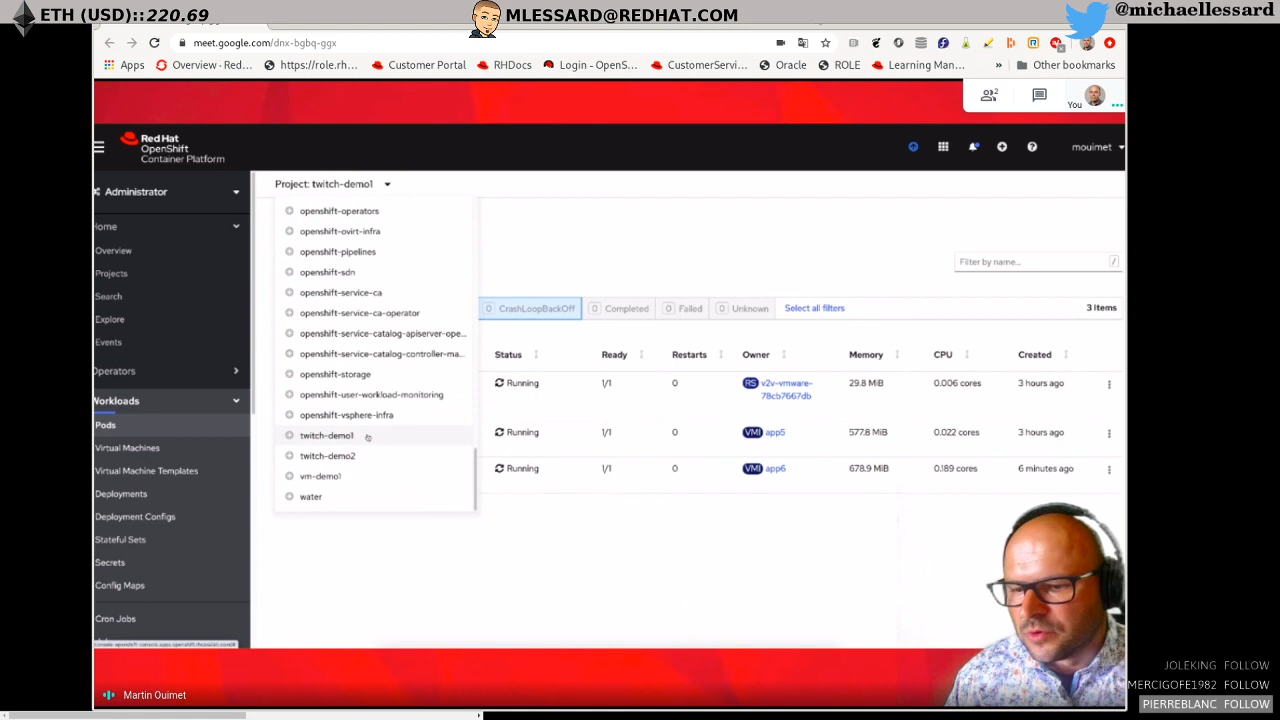 ETH (USD)::220.69
MLESSARD@REDHAT.COM
@michaellessard
meet.google.com/dnx-bgbq-ggx
Apps
Overview - Red...
https://role.rh...
Customer Portal
RHDocs
Login - OpenS...
CustomerServi...
Oracle
ROLE
Learning Man...
»
Other bookmarks
2
You
Red Hat
OpenShift
Container Platform
mouimet
Administrator
Home
Overview
Projects
Search
Explore
Events
Operators
Workloads
Pods
Virtual Machines
Virtual Machine Templates
Deployments
Deployment Configs
Stateful Sets
Secrets
Config Maps
Cron Jobs
Project: twitch-demo1
openshift-operators
openshift-ovirt-infra
openshift-pipelines
openshift-sdn
openshift-service-ca
openshift-service-ca-operator
openshift-service-catalog-apiserver-ope...
openshift-service-catalog-controller-ma...
openshift-storage
openshift-user-workload-monitoring
openshift-vsphere-infra
twitch-demo1
twitch-demo2
vm-demo1
water
Filter by name...
/
0 CrashLoopBackOff
0 Completed
0 Failed
0 Unknown
Select all filters
3 Items
Status Ready Restarts Owner Memory CPU Created
Running 1/1 0 RS v2v-vmware- 29.8 MiB 0.006 cores 3 hours ago
78cb7667db
Running 1/1 0 VMI app5 577.8 MiB 0.022 cores 3 hours ago
Running 1/1 0 VMI app6 678.9 MiB 0.189 cores 6 minutes ago
Martin Ouimet
JOLEKING FOLLOW
MERCIGOFE1982 FOLLOW
PIERREBLANC FOLLOW